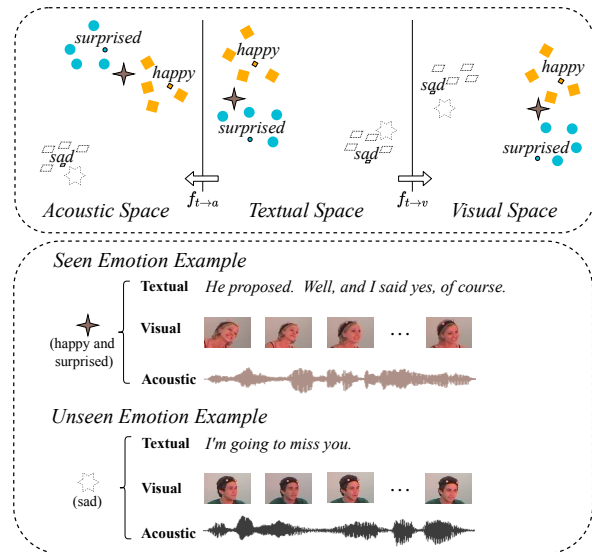 surprised
happy
sad
happy
surprised
sad
sad
happy
surprised
f t→a
f t→v
Acoustic Space
Textual Space
Visual Space
Seen Emotion Example
Textual He proposed. Well, and I said yes, of course.
Visual
...
(happy and
surprised)
Acoustic
Unseen Emotion Example
Textual I'm going to miss you.
Visual
...
(sad)
Acoustic